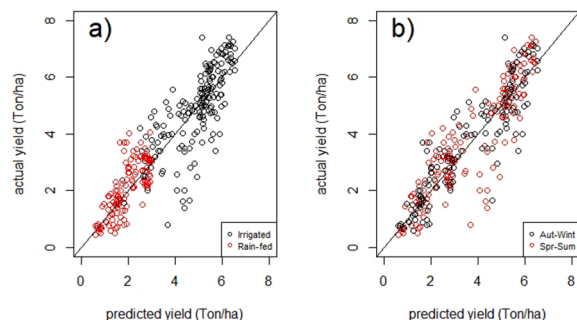 a)
actual yield (Ton/ha)
8
6
4
2
0
0 2 4 6 8
predicted yield (Ton/ha)
Irrigated
Rain-fed
b)
actual yield (Ton/ha)
8
6
4
2
0
0 2 4 6 8
predicted yield (Ton/ha)
Aut-Wint
Spr-Sum